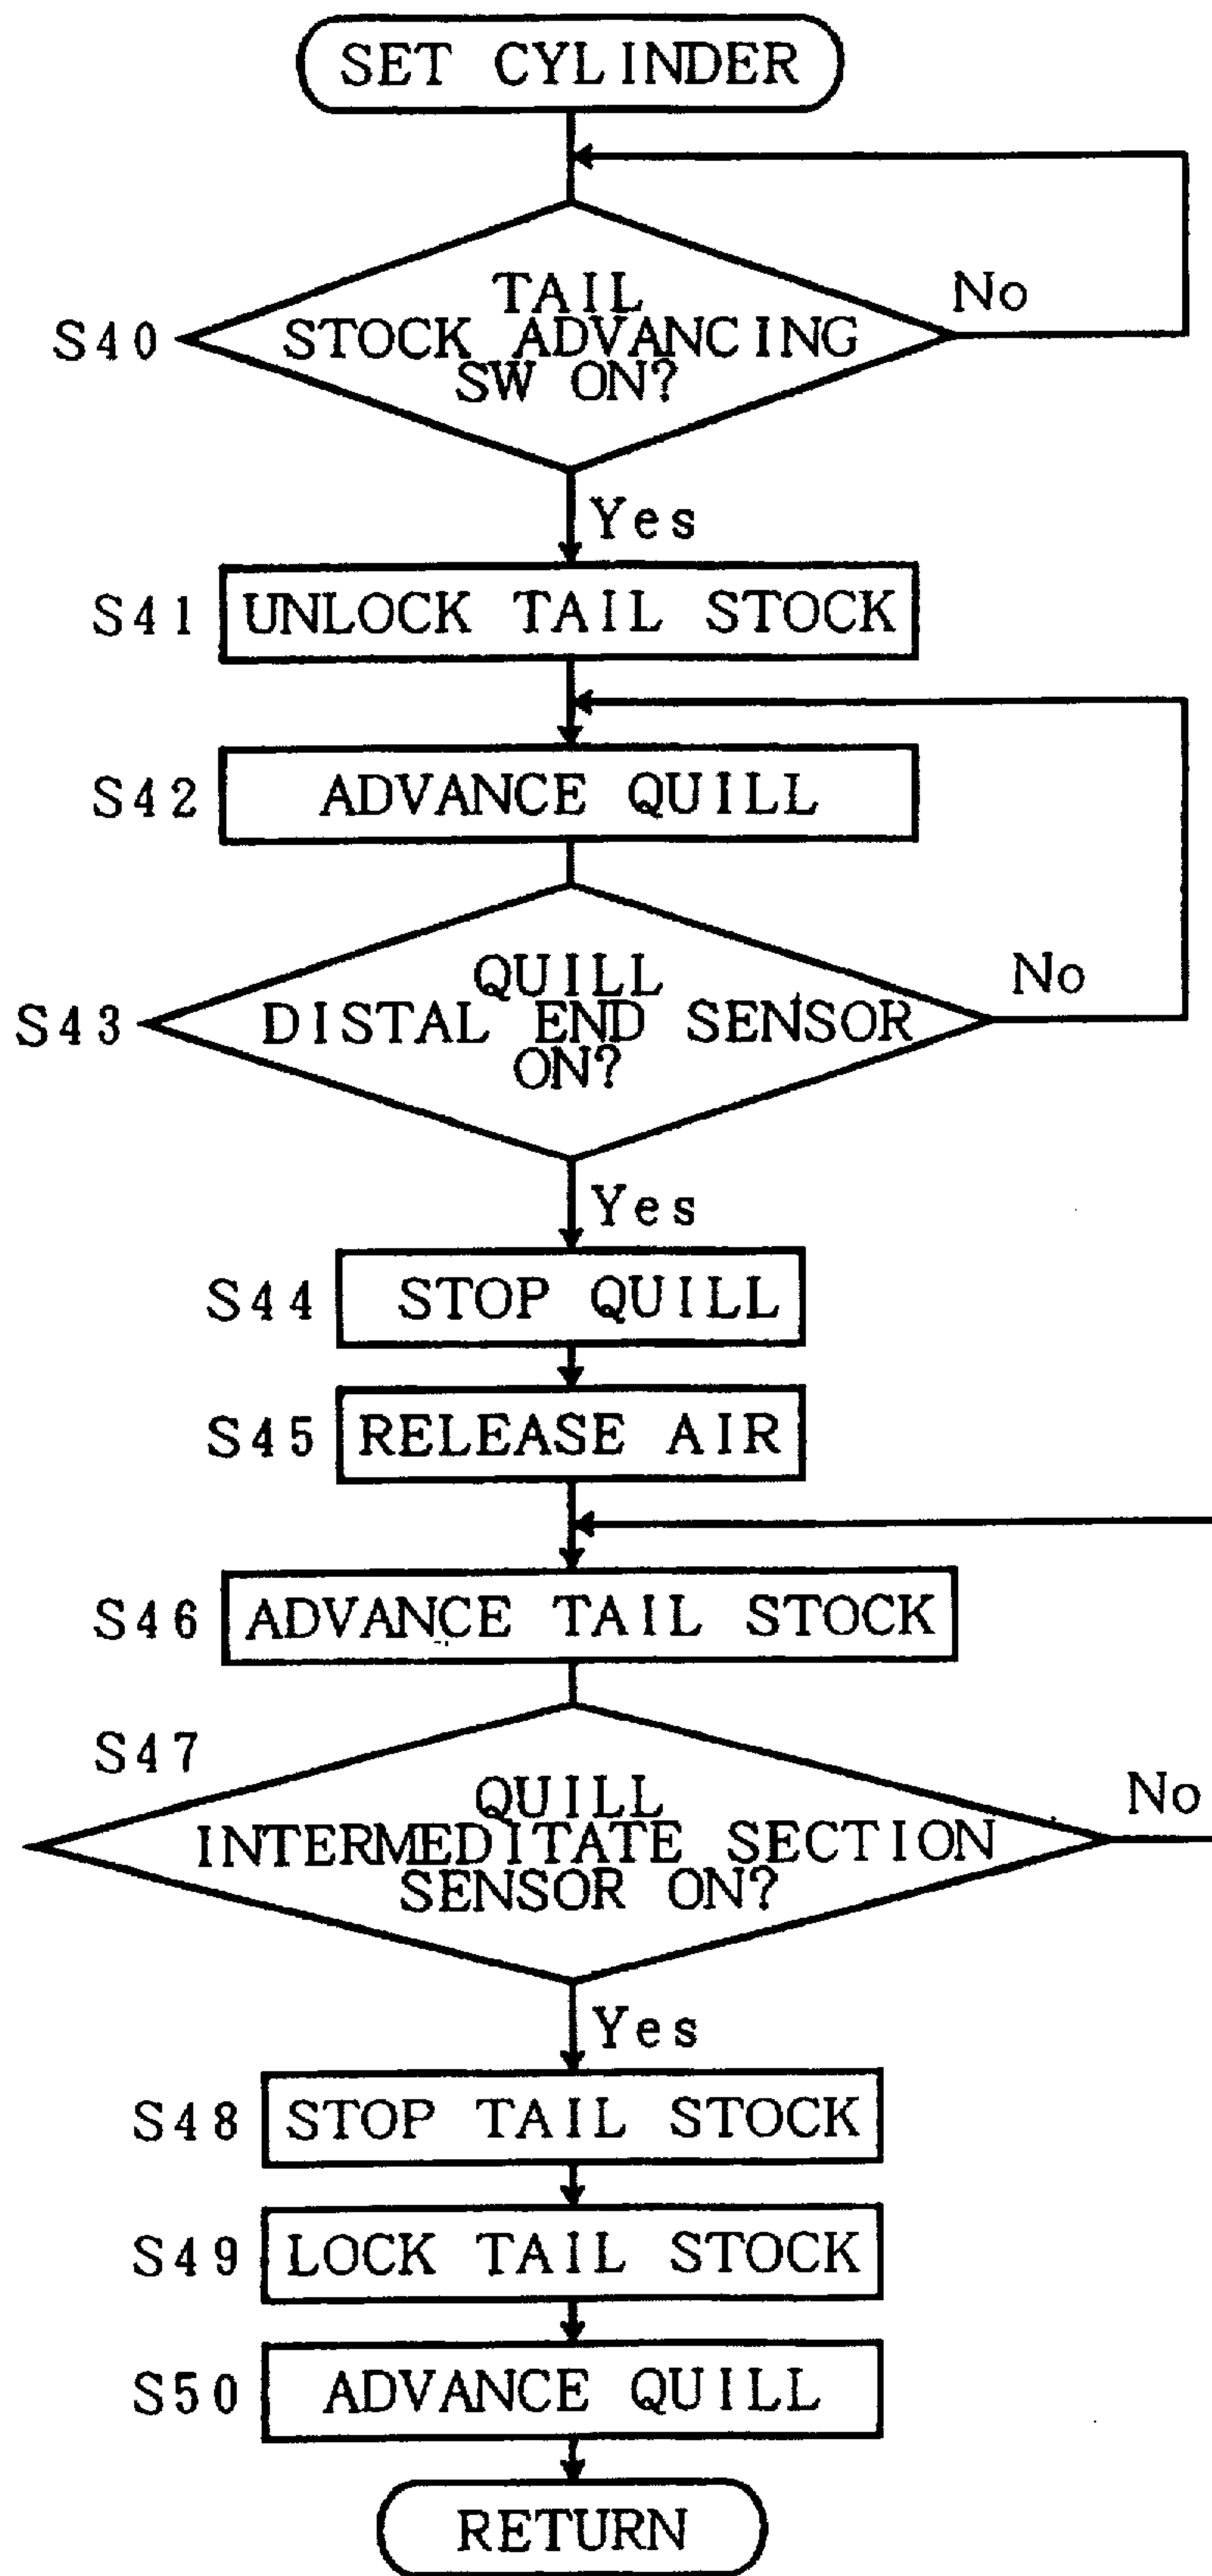 SET CYLINDER
TAIL
STOCK ADVANCING
SW ON?
No
S40
Yes
S41
UNLOCK TAIL STOCK
S42
ADVANCE QUILL
QUILL
DISTAL END SENSOR
ON?
No
S43
Yes
S44
STOP QUILL
S45
RELEASE AIR
S46
ADVANCE TAIL STOCK
S47
QUILL
INTERMEDITATE SECTION
SENSOR ON?
No
Yes
S48
STOP TAIL STOCK
S49
LOCK TAIL STOCK
S50
ADVANCE QUILL
RETURN